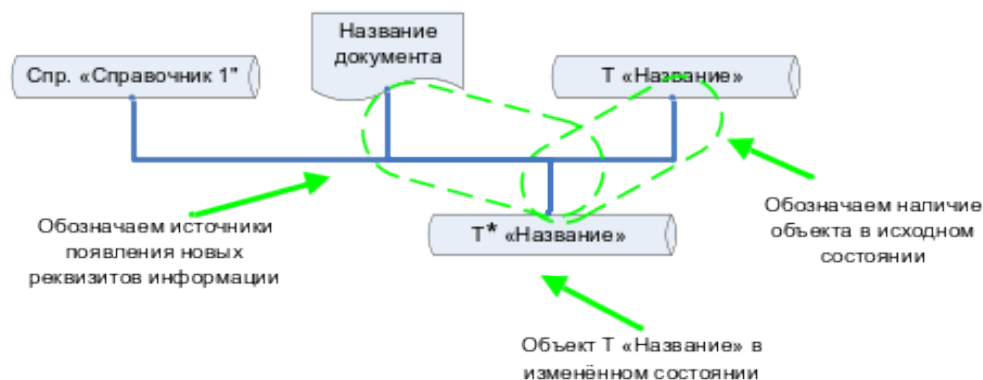 Название
документа
Спр. «Справочник 1"
Т «Название»
Т* «Название»
Обозначаем источники
появления новых
реквизитов информации
Обозначаем наличие
объекта в исходном
состоянии
Объект Т «Название» в
изменённом состоянии